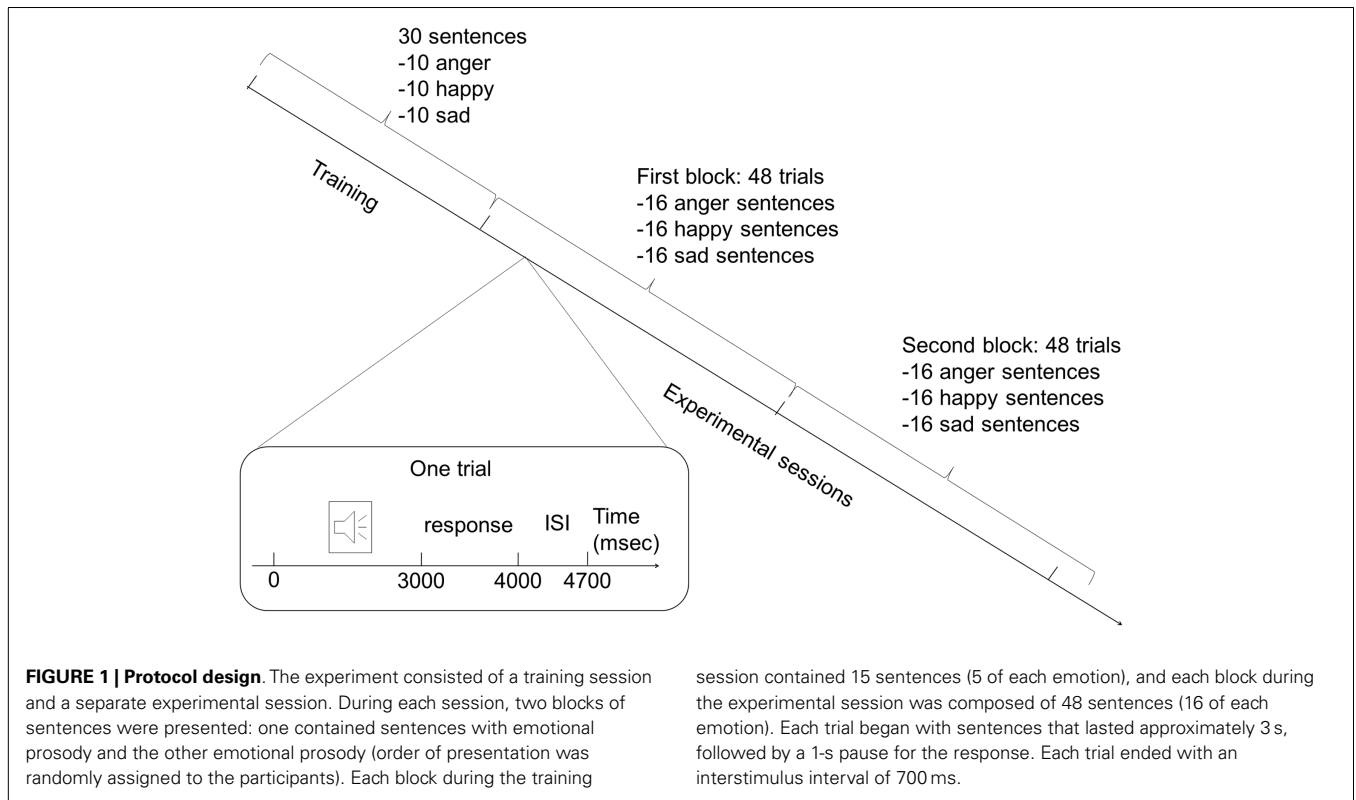 30 sentences
-10 anger
-10 happy
-10 sad
Training
First block: 48 trials
-16 anger sentences
-16 happy sentences
-16 sad sentences
Second block: 48 trials
-16 anger sentences
-16 happy sentences
-16 sad sentences
Experimental sessions
One trial
response
ISI
Time
(msec)
0 3000 4000 4700
FIGURE 1 | Protocol design. The experiment consisted of a training session
and a separate experimental session. During each session, two blocks of
sentences were presented: one contained sentences with emotional
prosody and the other emotional prosody (order of presentation was
randomly assigned to the participants). Each block during the training
session contained 15 sentences (5 of each emotion), and each block during
the experimental session was composed of 48 sentences (16 of each
emotion). Each trial began with sentences that lasted approximately 3 s,
followed by a 1-s pause for the response. Each trial ended with an
interstimulus interval of 700 ms.